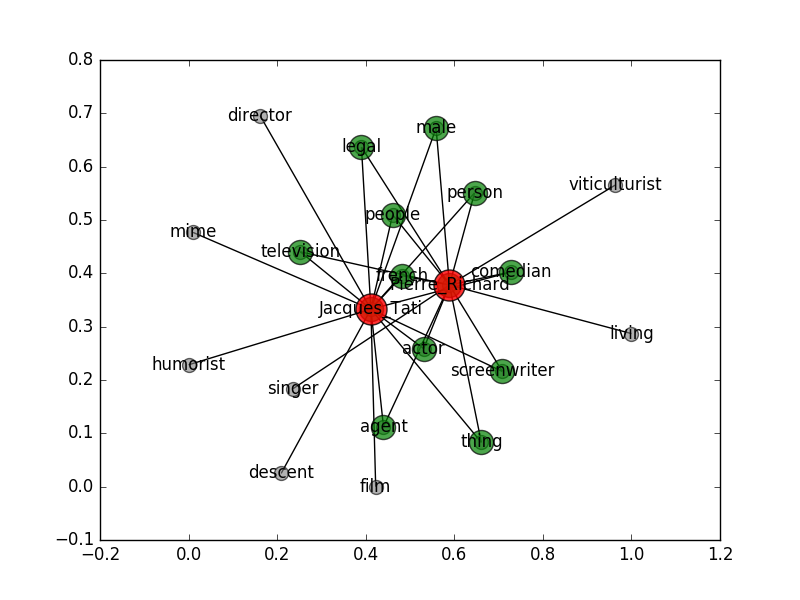 0.8
0.7
0.6
0.5
0.4
0.3
0.2
0.1
0.0
−0.1
−0.2
0.0
0.2
0.4
0.6
0.8
1.0
1.2
director
male
legal
viticulturist
person
people
mime
television
comedian
french
Pierre Richard
Jacques Tati
living
actor
humorist
screenwriter
singer
agent
thing
descent
film